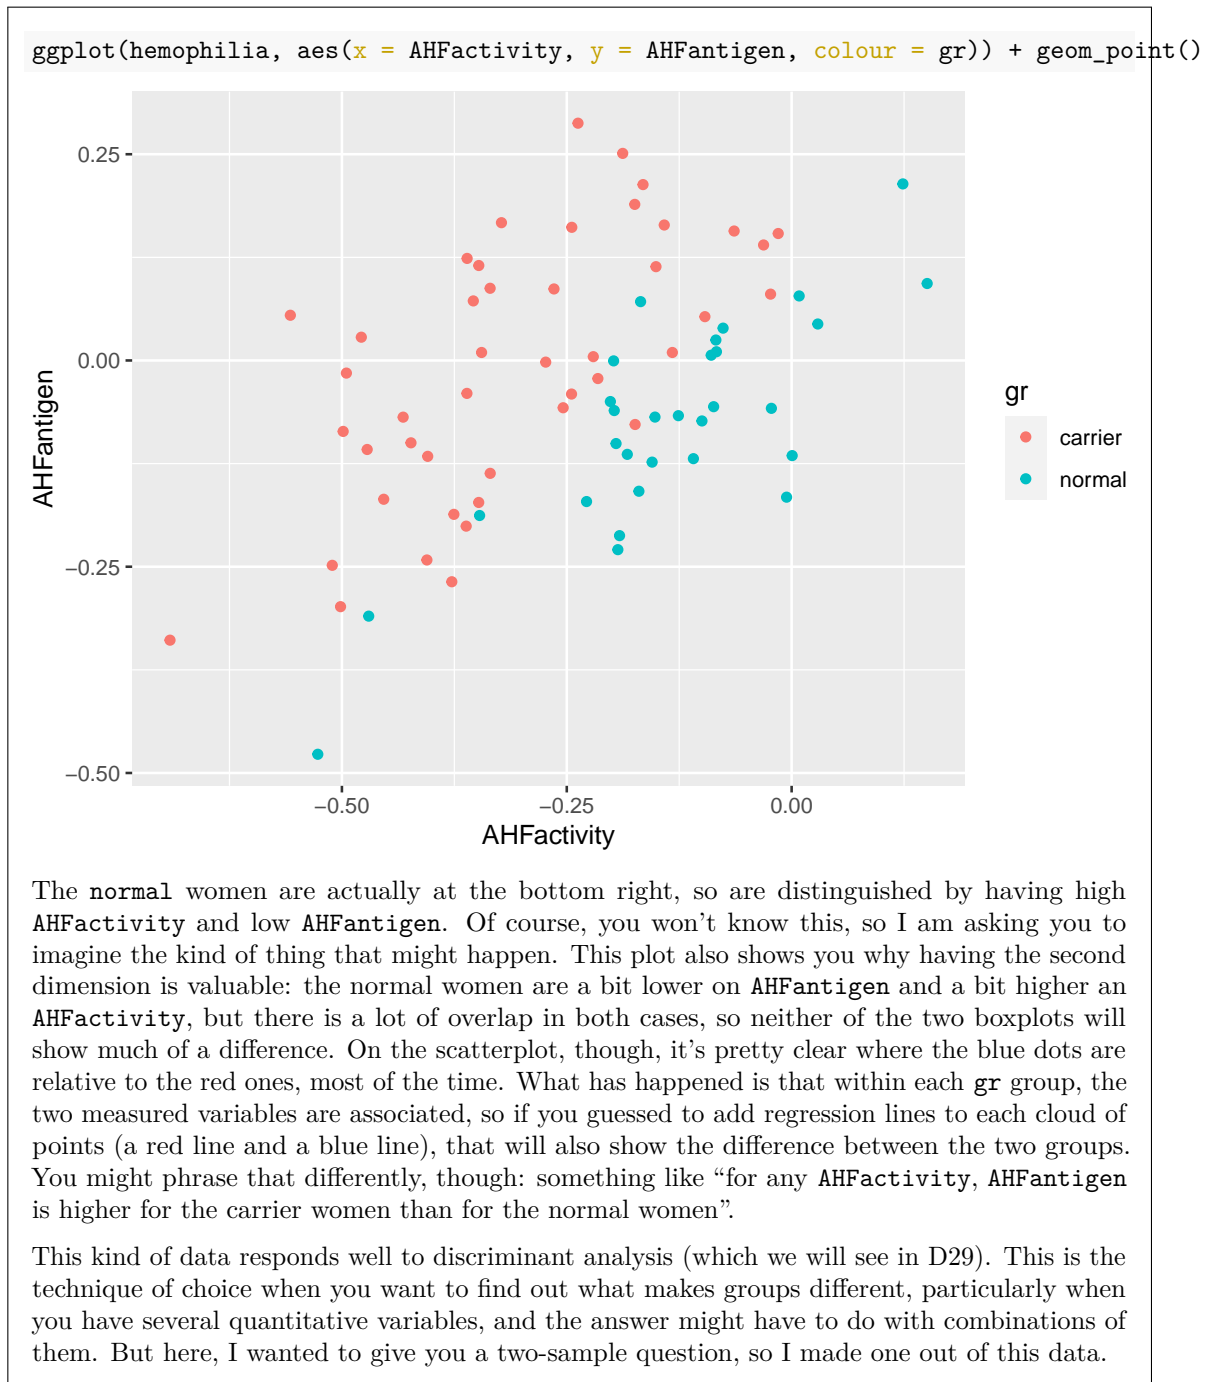 ggplot(hemophilia, aes(x = AHFactivity, y = AHFantigen, colour = gr)) + geom_point()
0.25
0.00
−0.25
−0.50
AHFantigen
−0.50
−0.25
0.00
AHFactivity
gr
carrier
normal
The normal women are actually at the bottom right, so are distinguished by having high
AHFactivity and low AHFantigen. Of course, you won't know this, so I am asking you to
imagine the kind of thing that might happen. This plot also shows you why having the second
dimension is valuable: the normal women are a bit lower on AHFantigen and a bit higher an
AHFactivity, but there is a lot of overlap in both cases, so neither of the two boxplots will
show much of a difference. On the scatterplot, though, it's pretty clear where the blue dots are
relative to the red ones, most of the time. What has happened is that within each gr group, the
two measured variables are associated, so if you guessed to add regression lines to each cloud of
points (a red line and a blue line), that will also show the difference between the two groups.
You might phrase that differently, though: something like “for any AHFactivity, AHFantigen
is higher for the carrier women than for the normal women”.
This kind of data responds well to discriminant analysis (which we will see in D29). This is the
technique of choice when you want to find out what makes groups different, particularly when
you have several quantitative variables, and the answer might have to do with combinations of
them. But here, I wanted to give you a two-sample question, so I made one out of this data.